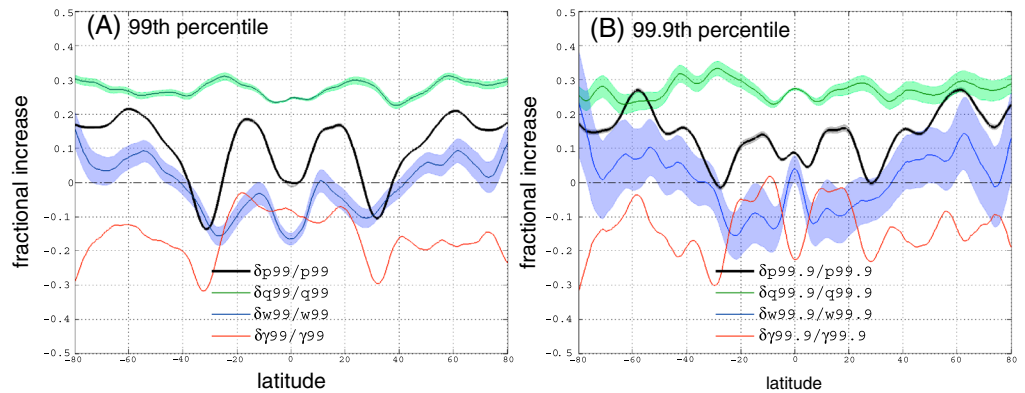 (A) 99th percentile
fractional increase
0.5
0.4
0.3
0.2
0.1
0
-0.1
-0.2
-0.3
-0.4
-0.5
δp99/p99
δq99/q99
δw99/w99
δγ99/γ99
-80 -60 -40 -20 0 20 40 60 80
latitude
(B) 99.9th percentile
fractional increase
0.5
0.4
0.3
0.2
0.1
0
-0.1
-0.2
-0.3
-0.4
-0.5
δp99.9/p99.9
δq99.9/q99.9
δw99.9/w99.9
δγ99.9/γ99.9
-80 -60 -40 -20 0 20 40 60 80
latitude